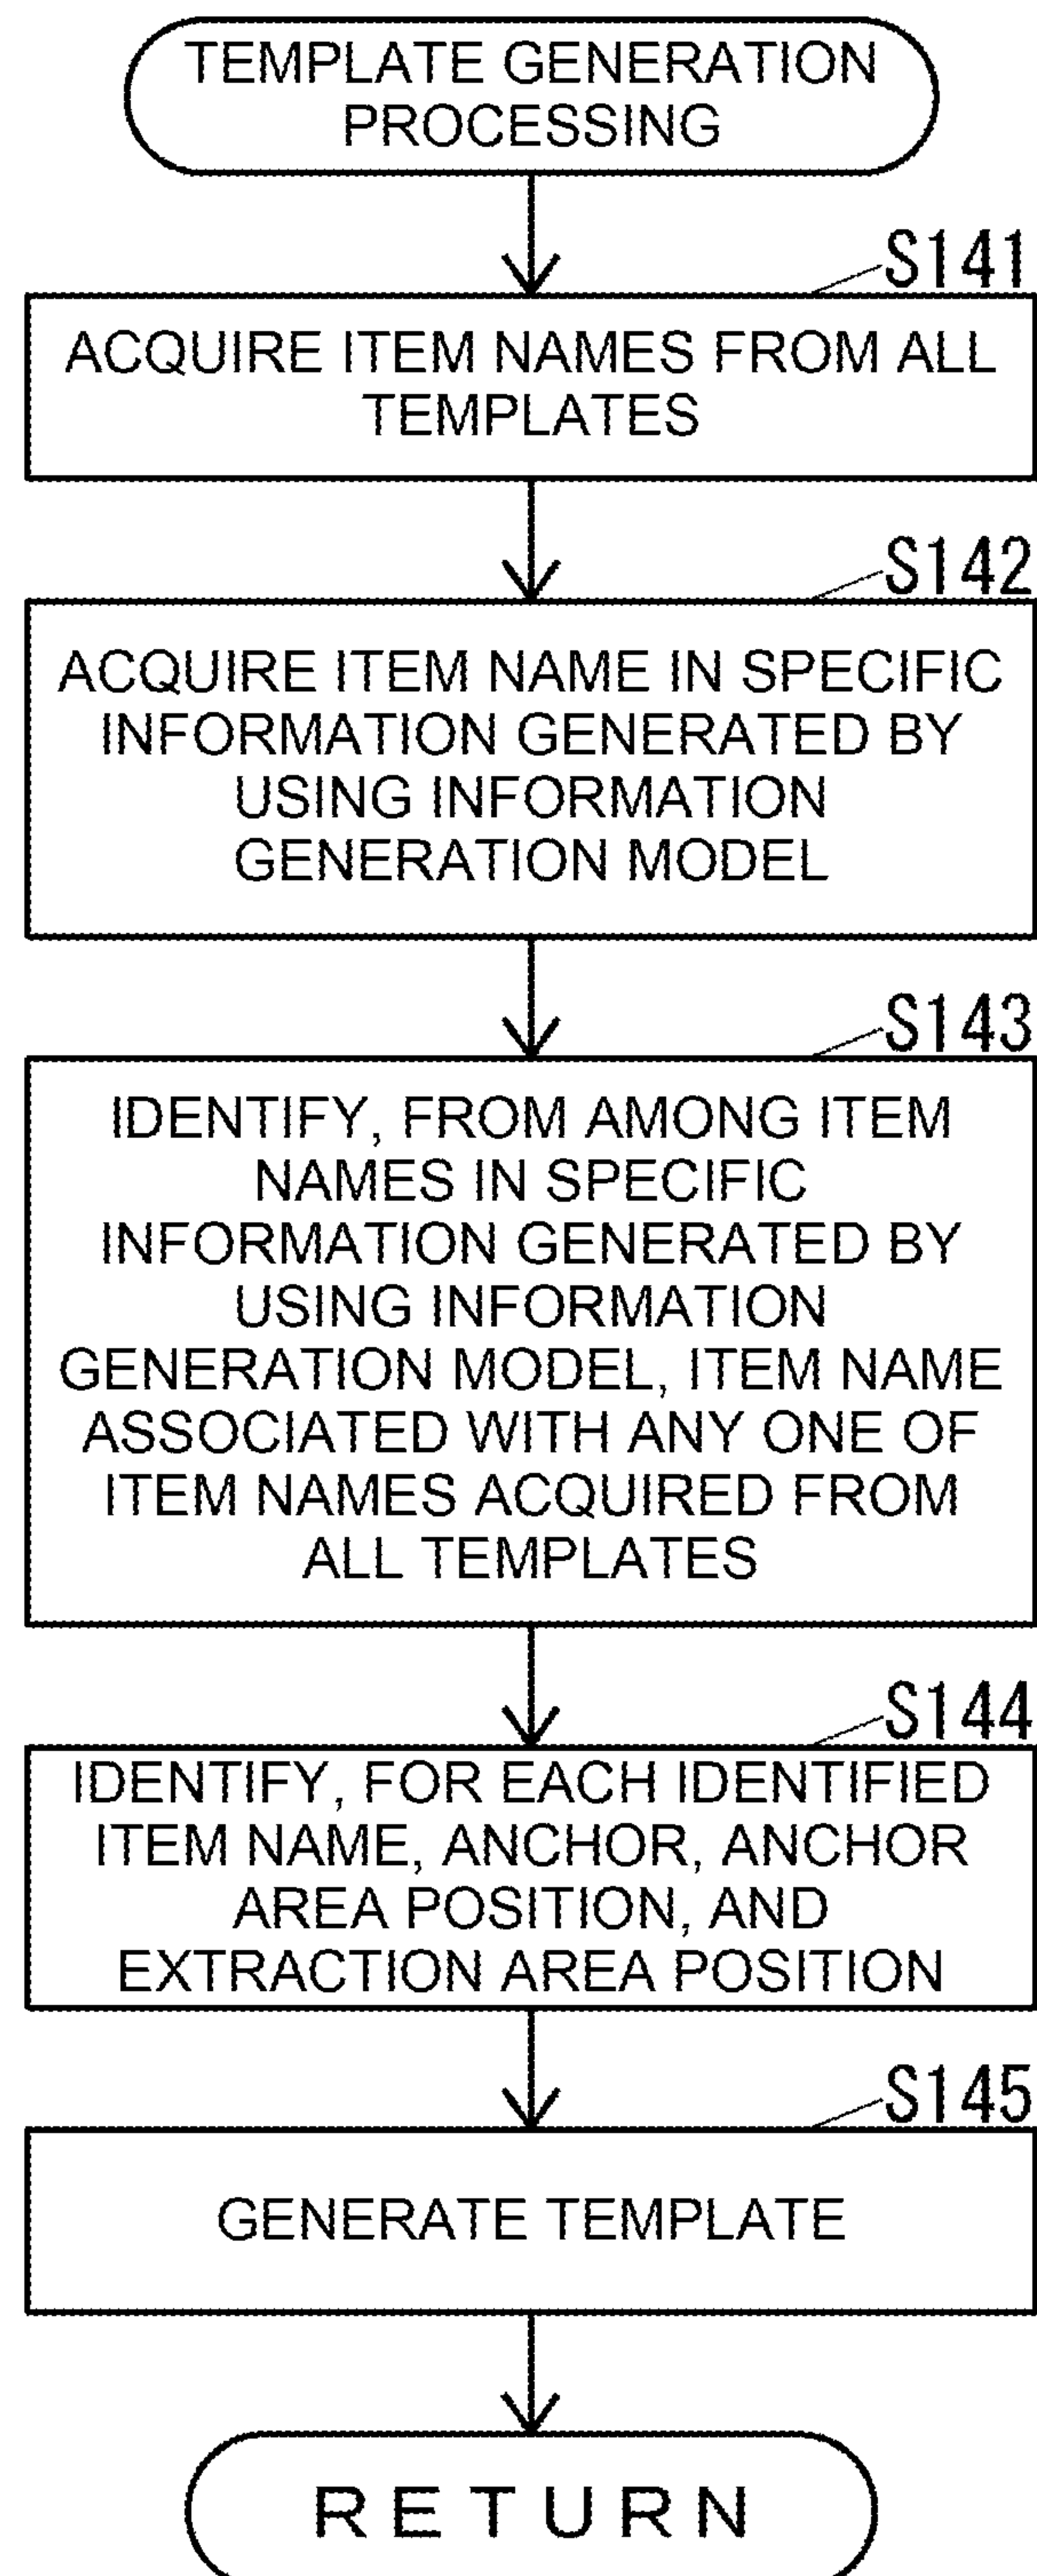 TEMPLATE GENERATION
PROCESSING
S141
ACQUIRE ITEM NAMES FROM ALL
TEMPLATES
S142
ACQUIRE ITEM NAME IN SPECIFIC
INFORMATION GENERATED BY
USING INFORMATION
GENERATION MODEL
S143
IDENTIFY, FROM AMONG ITEM
NAMES IN SPECIFIC
INFORMATION GENERATED BY
USING INFORMATION
GENERATION MODEL, ITEM NAME
ASSOCIATED WITH ANY ONE OF
ITEM NAMES ACQUIRED FROM
ALL TEMPLATES
S144
IDENTIFY, FOR EACH IDENTIFIED
ITEM NAME, ANCHOR, ANCHOR
AREA POSITION, AND
EXTRACTION AREA POSITION
S145
GENERATE TEMPLATE
RETURN